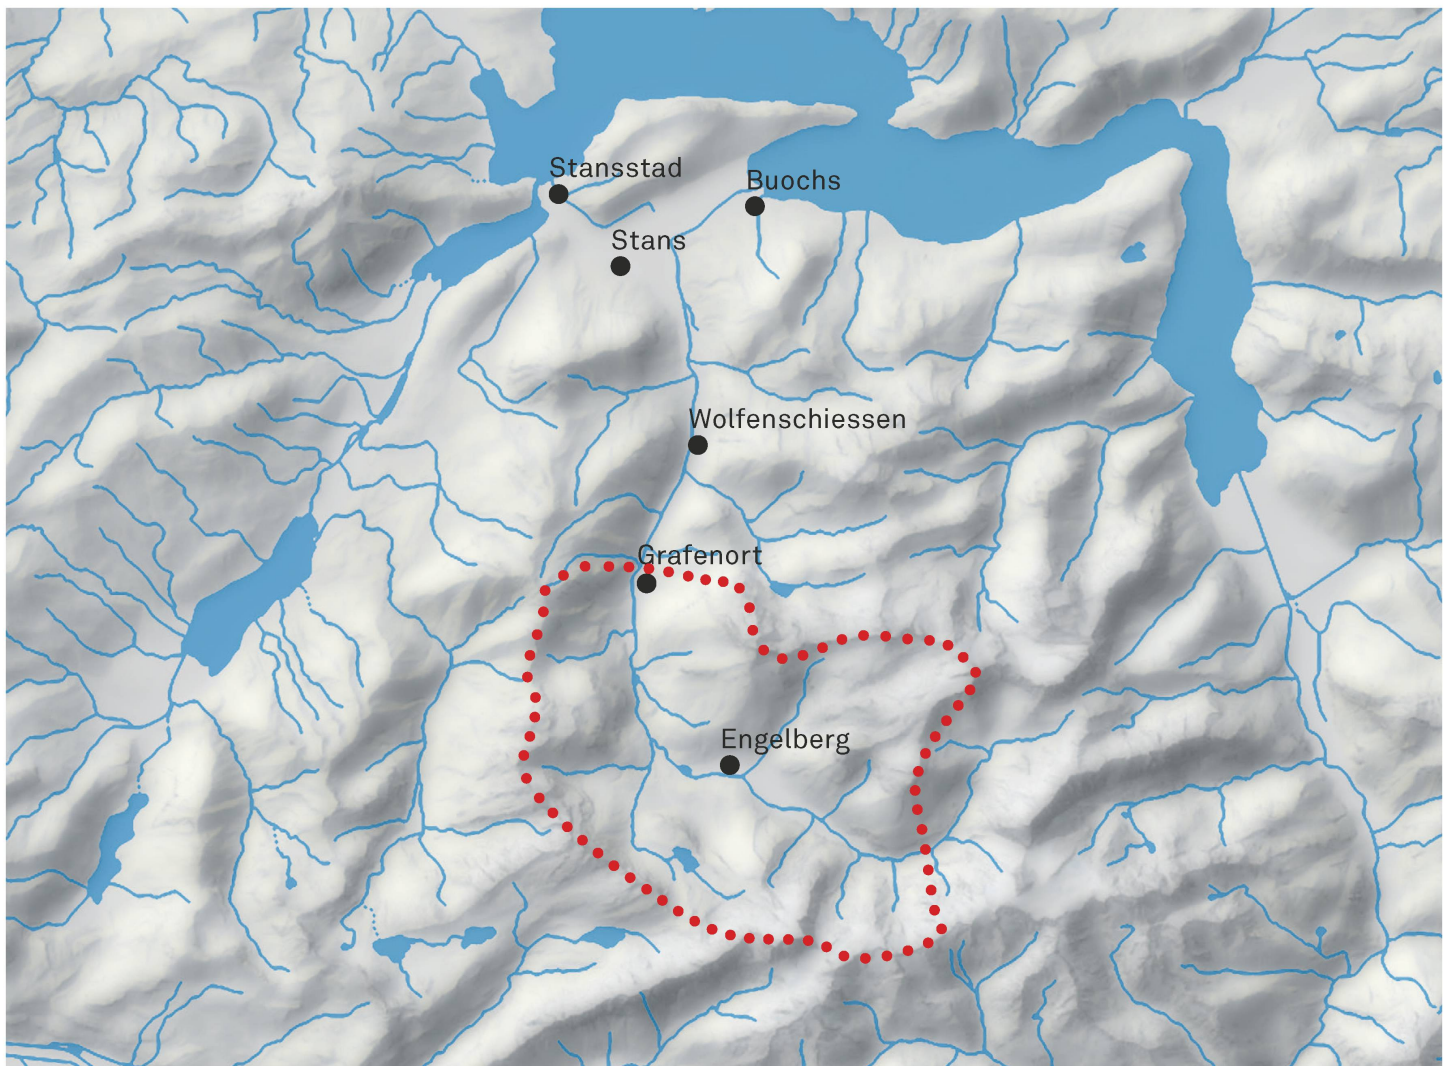 Stansstad
Buochs
Stans
Wolfenschiessen
Grafenort
Engelberg